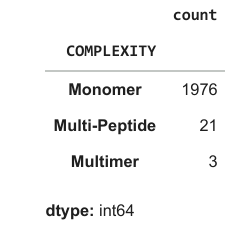 count
COMPLEXITY
Monomer 1976
Multi-Peptide 21
Multimer 3
dtype: int64